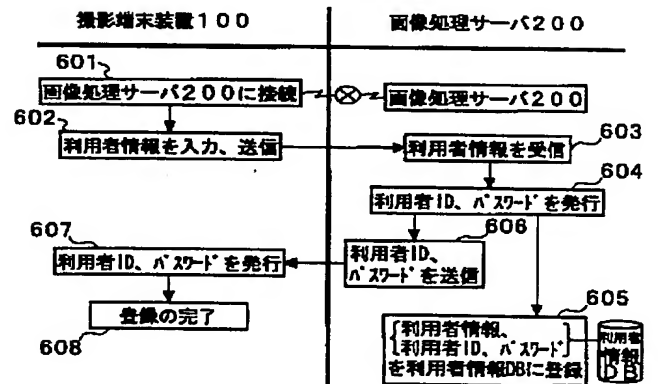 撮影端末装置100
画像処理サーバ200
601
画像処理サーバ200に接続
画像処理サーバ200
602
利用者情報を入力、送信
603
利用者情報を受信
604
利用者ID、パスワードを発行
606
利用者ID、
パスワードを送信
607
利用者ID、パスワードを発行
608
登録の完了
605
利用者情報、
利用者ID、パスワード
を利用者情報DBに登録
利用者
情報
DB